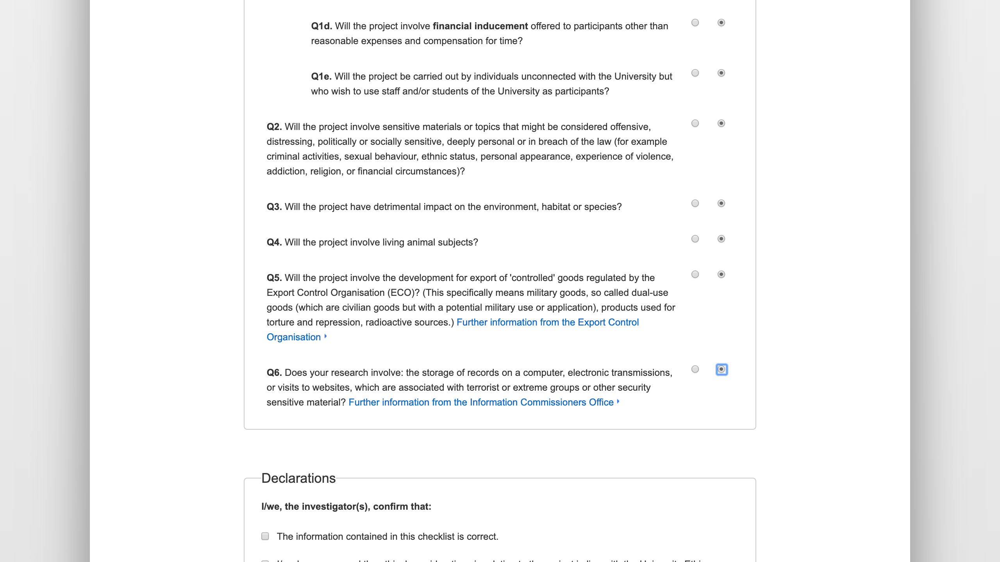 Q1d. Will the project involve financial inducement offered to participants other than
reasonable expenses and compensation for time?
Q1e. Will the project be carried out by individuals unconnected with the University but
who wish to use staff and/or students of the University as participants?
Q2. Will the project involve sensitive materials or topics that might be considered offensive,
distressing, politically or socially sensitive, deeply personal or in breach of the law (for example
criminal activities, sexual behaviour, ethnic status, personal appearance, experience of violence,
addiction, religion, or financial circumstances)?
Q3. Will the project have detrimental impact on the environment, habitat or species?
Q4. Will the project involve living animal subjects?
Q5. Will the project involve the development for export of 'controlled' goods regulated by the
Export Control Organisation (ECO)? (This specifically means military goods, so called dual-use
goods (which are civilian goods but with a potential military use or application), products used for
torture and repression, radioactive sources.) Further information from the Export Control
Organisation
Q6. Does your research involve: the storage of records on a computer, electronic transmissions,
or visits to websites, which are associated with terrorist or extreme groups or other security
sensitive material? Further information from the Information Commissioners Office
Declarations
I/we, the investigator(s), confirm that:
The information contained in this checklist is correct.